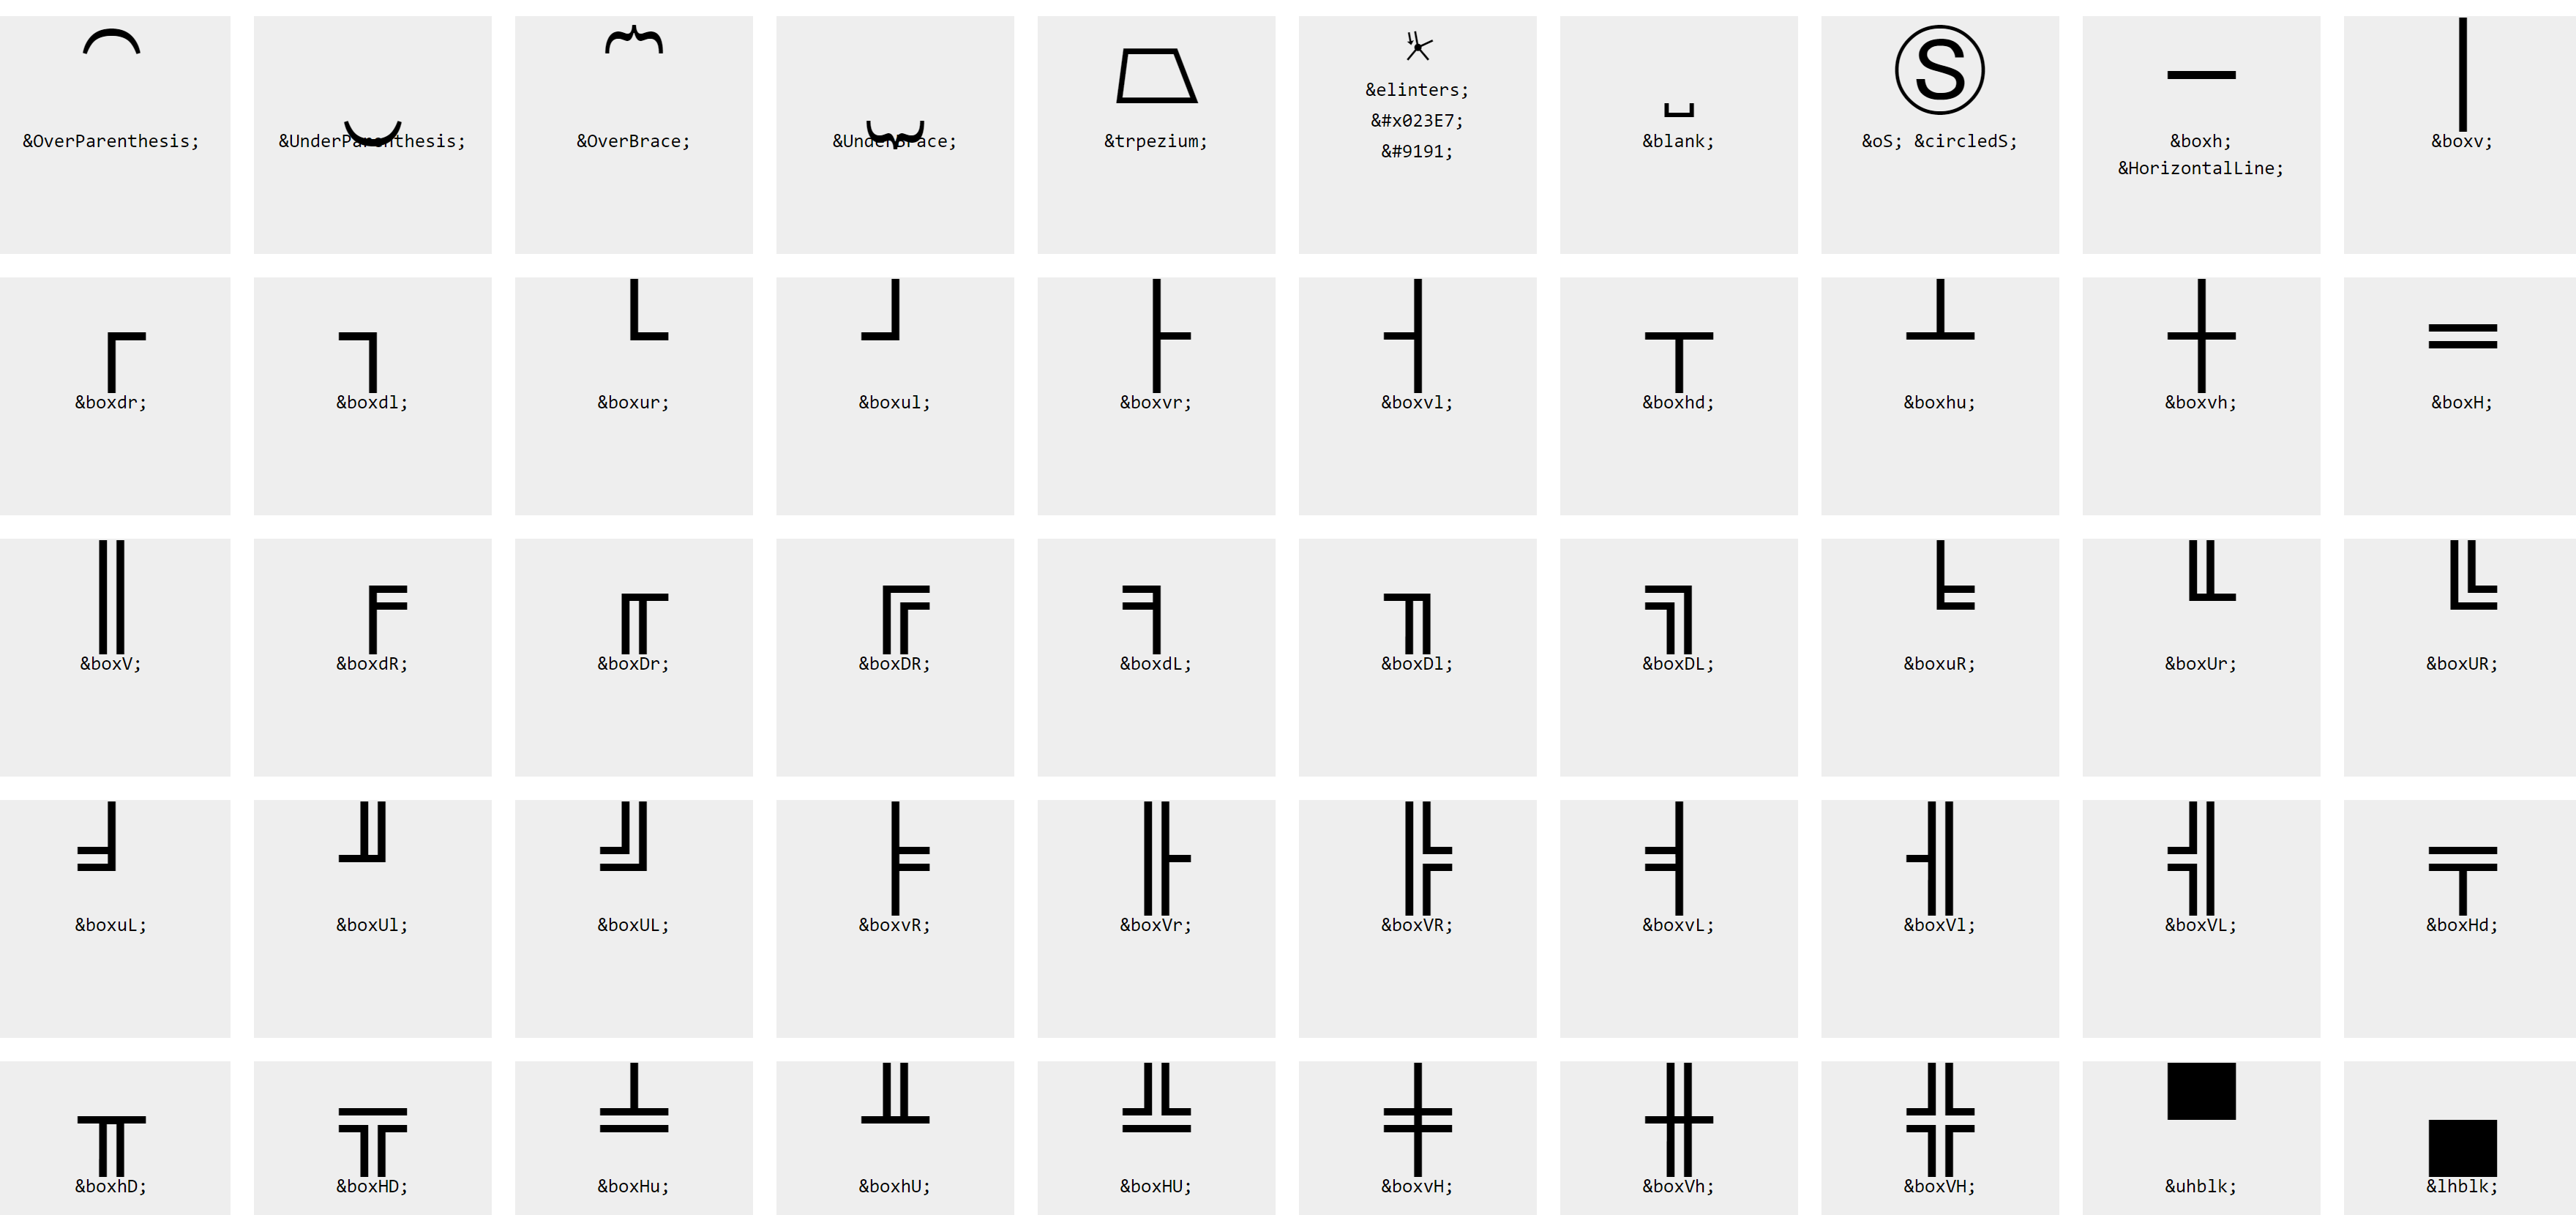 ⏜ ⏝ ⏞ ⏟ ⏢ ⏧ ␣ Ⓢ ─ │
&OverParenthesis; &UnderParenthesis; &OverBrace; &UnderBrace; &trpezium; &elinters; &blank; &oS; &circledS; &boxh; &boxv;
&#x023E7; &HorizontalLine;
&#9191;
┌ ┐ └ ┘ ├ ┤ ┬ ┴ ┼ ═
&boxdr; &boxdl; &boxur; &boxul; &boxvr; &boxvl; &boxhd; &boxhu; &boxvh; &boxH;
║ ╒ ╓ ╔ ╕ ╖ ╗ ╘ ╙ ╚
&boxV; &boxdR; &boxDr; &boxDR; &boxdL; &boxDl; &boxDL; &boxuR; &boxUr; &boxUR;
╛ ╜ ╝ ╞ ╟ ╠ ╡ ╢ ╣ ╤
&boxuL; &boxUl; &boxUL; &boxvR; &boxVr; &boxVR; &boxvL; &boxVl; &boxVL; &boxHd;
╥ ╦ ╧ ╨ ╩ ╪ ╫ ╬ ▀ ▄
&boxhD; &boxHD; &boxHu; &boxhU; &boxHU; &boxvH; &boxVh; &boxVH; &uhblk; &lhblk;